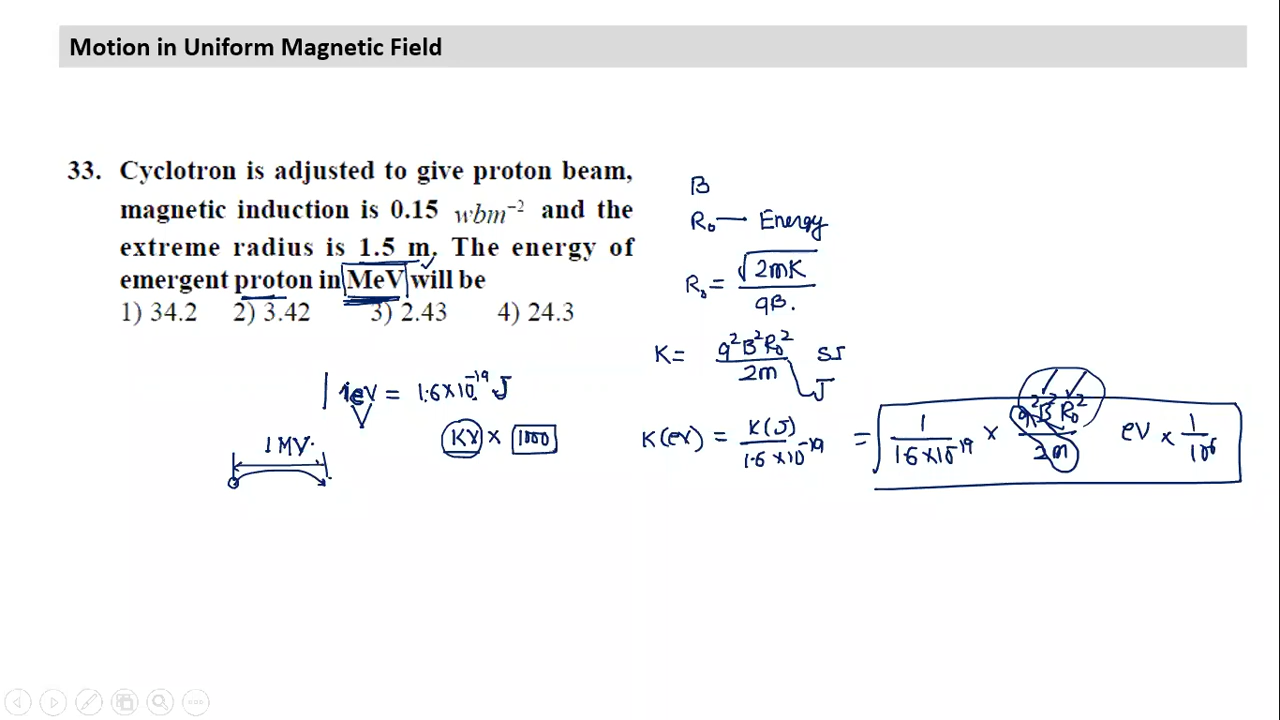 Motion in Uniform Magnetic Field
33. Cyclotron is adjusted to give proton beam,
magnetic induction is 0.15 wbm⁻² and the
extreme radius is 1.5 m. The energy of
emergent proton in MeV will be
1) 34.2 2) 3.42 3) 2.43 4) 24.3
B
R₀ — Energy
R₀ = √2mK / qB.
K = q²B²R₀² / 2m SI
J
1eV = 1.6×10⁻¹⁹ J
V
KV × 1000
1 MV.
K(eV) = K(J) / 1.6×10⁻¹⁹ = 1 / 1.6×10⁻¹⁹ × q²B²R₀² / 2m eV × 1 / 10⁶